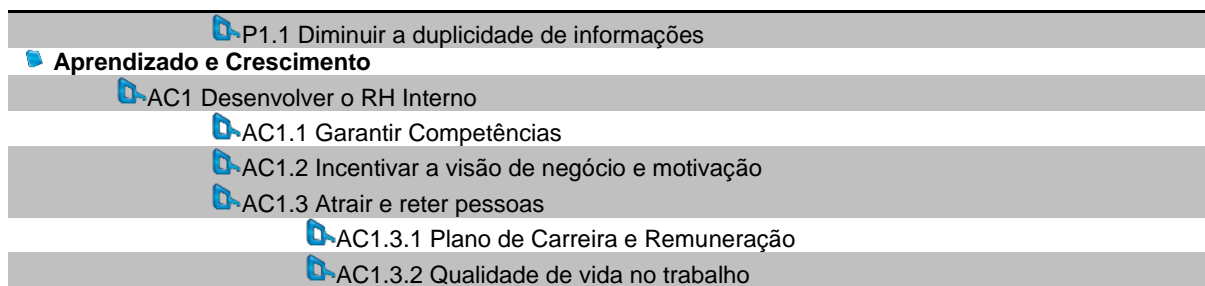 P1.1 Diminuir a duplicidade de informações
Aprendizado e Crescimento
AC1 Desenvolver o RH Interno
AC1.1 Garantir Competências
AC1.2 Incentivar a visão de negócio e motivação
AC1.3 Atrair e reter pessoas
AC1.3.1 Plano de Carreira e Remuneração
AC1.3.2 Qualidade de vida no trabalho